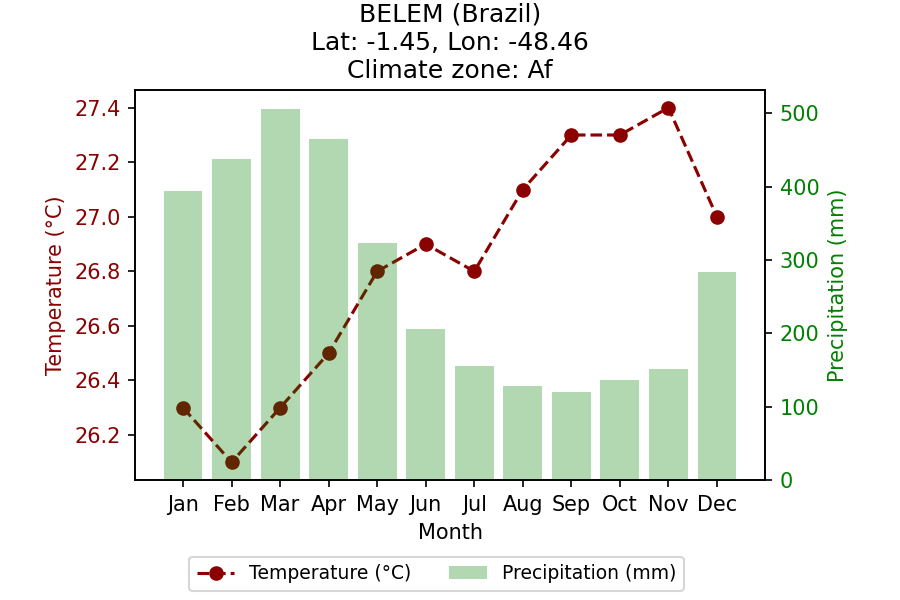 BELEM (Brazil)
Lat: -1.45, Lon: -48.46
Climate zone: Af
27.4
27.2
27.0
26.8
26.6
26.4
26.2
Temperature (°C)
500
400
300
200
100
0
Precipitation (mm)
Jan Feb Mar Apr May Jun Jul Aug Sep Oct Nov Dec
Month
Temperature (°C) Precipitation (mm)